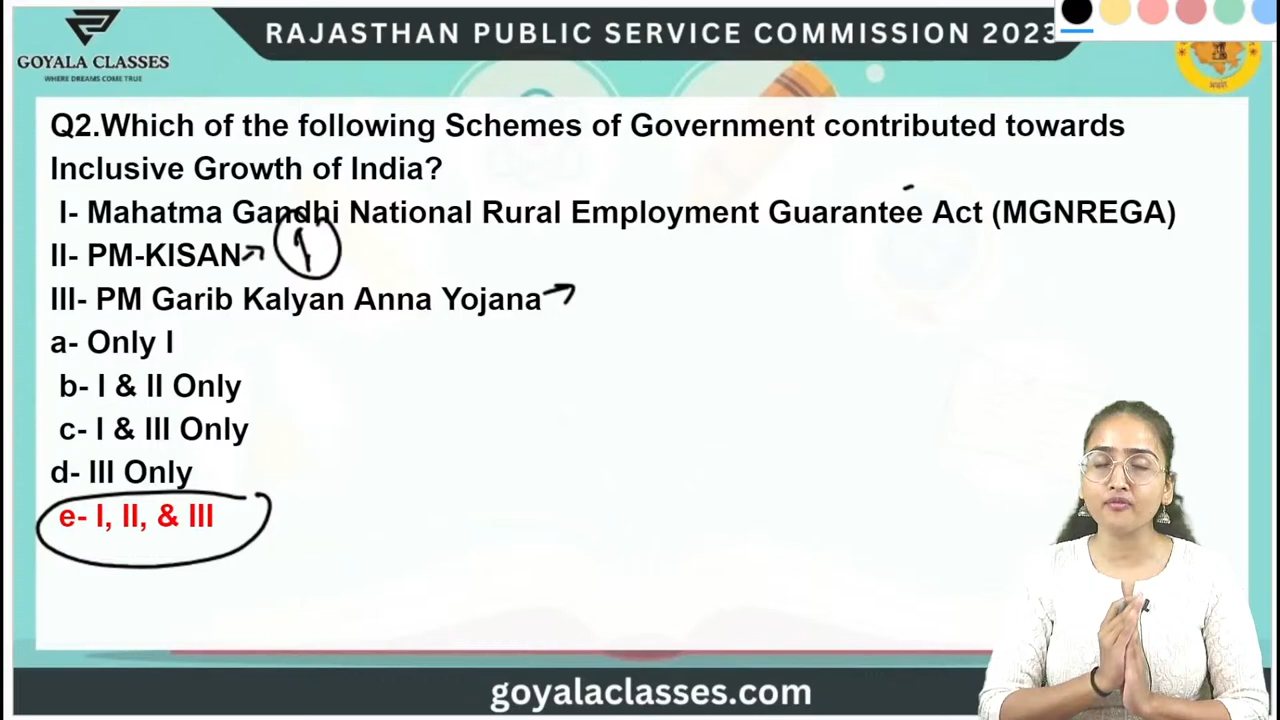 GOYALA CLASSES
WHERE DREAMS COME TRUE
RAJASTHAN PUBLIC SERVICE COMMISSION 2023
Q2.Which of the following Schemes of Government contributed towards
Inclusive Growth of India?
I- Mahatma Gandhi National Rural Employment Guarantee Act (MGNREGA)
II- PM-KISAN
III- PM Garib Kalyan Anna Yojana
a- Only I
b- I & II Only
c- I & III Only
d- III Only
e- I, II, & III
goyalaclasses.com